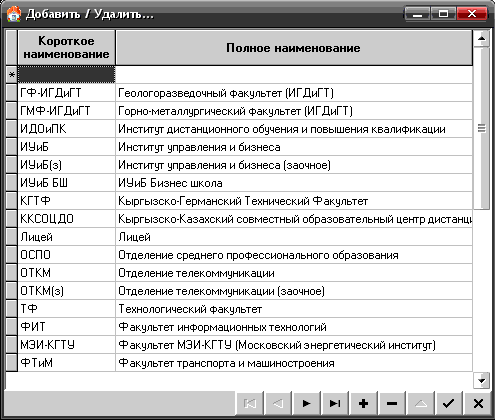 Добавить / Удалить...
Короткое наименование Полное наименование
ГФ-ИГДиГТ Геологоразведочный факультет (ИГДиГТ)
ГМФ-ИГДиГТ Горно-металлургический факультет (ИГДиГТ)
ИДОиПК Институт дистанционного обучения и повышения квалификации
ИУиБ Институт управления и бизнеса
ИУиБ(з) Институт управления и бизнеса (заочное)
ИУиБ БШ ИУиБ Бизнес школа
КГТФ Кыргызско-Германский Технический Факультет
ККСОЦДО Кыргызско-Казахский совместный образовательный центр дистанци
Лицей Лицей
ОСПО Отделение среднего профессионального образования
ОТКМ Отделение телекоммуникации
ОТКМ(з) Отделение телекоммуникации (заочное)
ТФ Технологический факультет
ФИТ Факультет информационных технологий
МЭИ-КГТУ Факультет МЭИ-КГТУ (Московский энергетический институт)
ФТиМ Факультет транспорта и машиностроения